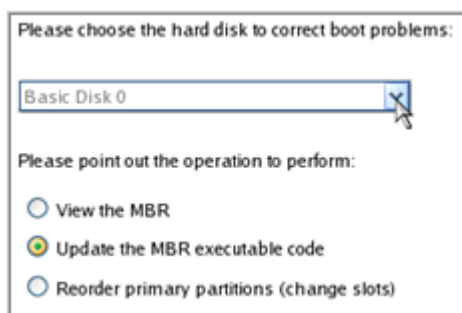 Please choose the hard disk to correct boot problems:
Basic Disk 0
Please point out the operation to perform:
View the MBR
Update the MBR executable code
Reorder primary partitions (change slots)